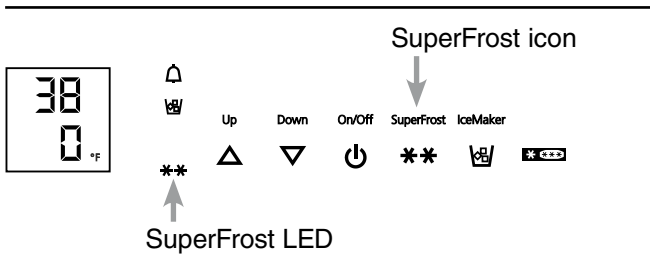 SuperFrost icon
38
0 °F
Up Down On/Off SuperFrost IceMaker
SuperFrost LED